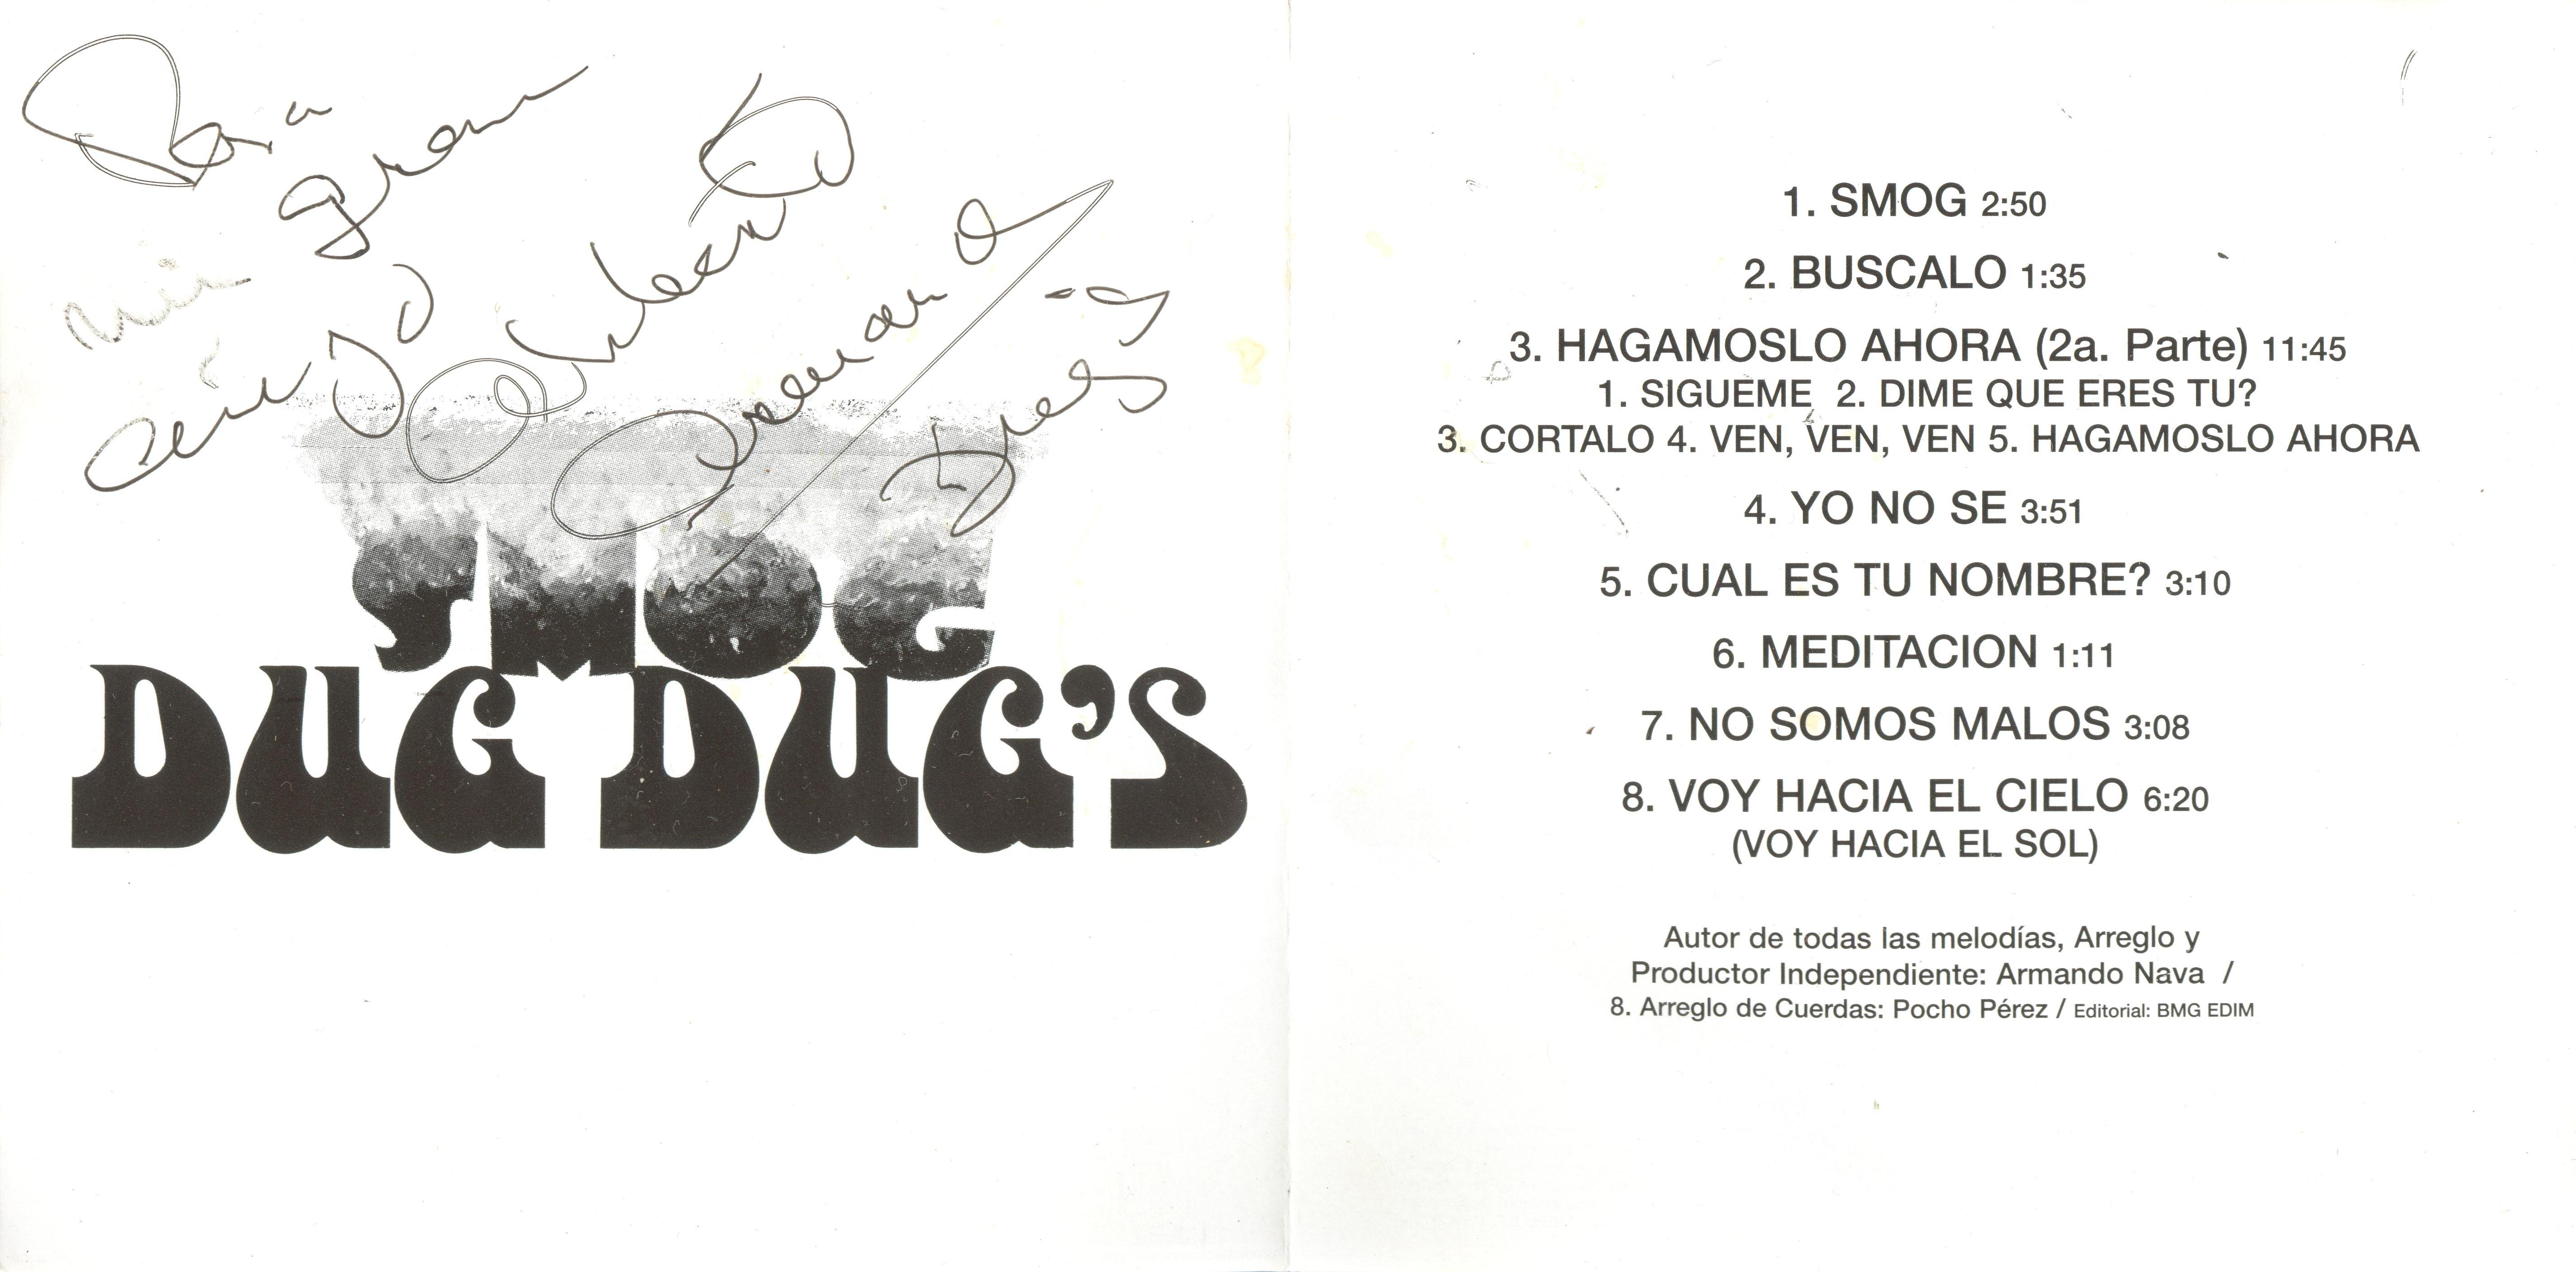 Para
mi gran
amigo
SMOG
DUG DUG'S
1. SMOG 2:50
2. BUSCALO 1:35
3. HAGAMOSLO AHORA (2a. Parte) 11:45
1. SIGUEME 2. DIME QUE ERES TU?
3. CORTALO 4. VEN, VEN, VEN 5. HAGAMOSLO AHORA
4. YO NO SE 3:51
5. CUAL ES TU NOMBRE? 3:10
6. MEDITACION 1:11
7. NO SOMOS MALOS 3:08
8. VOY HACIA EL CIELO 6:20
(VOY HACIA EL SOL)
Autor de todas las melodías, Arreglo y
Productor Independiente: Armando Nava /
8. Arreglo de Cuerdas: Pocho Pérez / Editorial: BMG EDIM